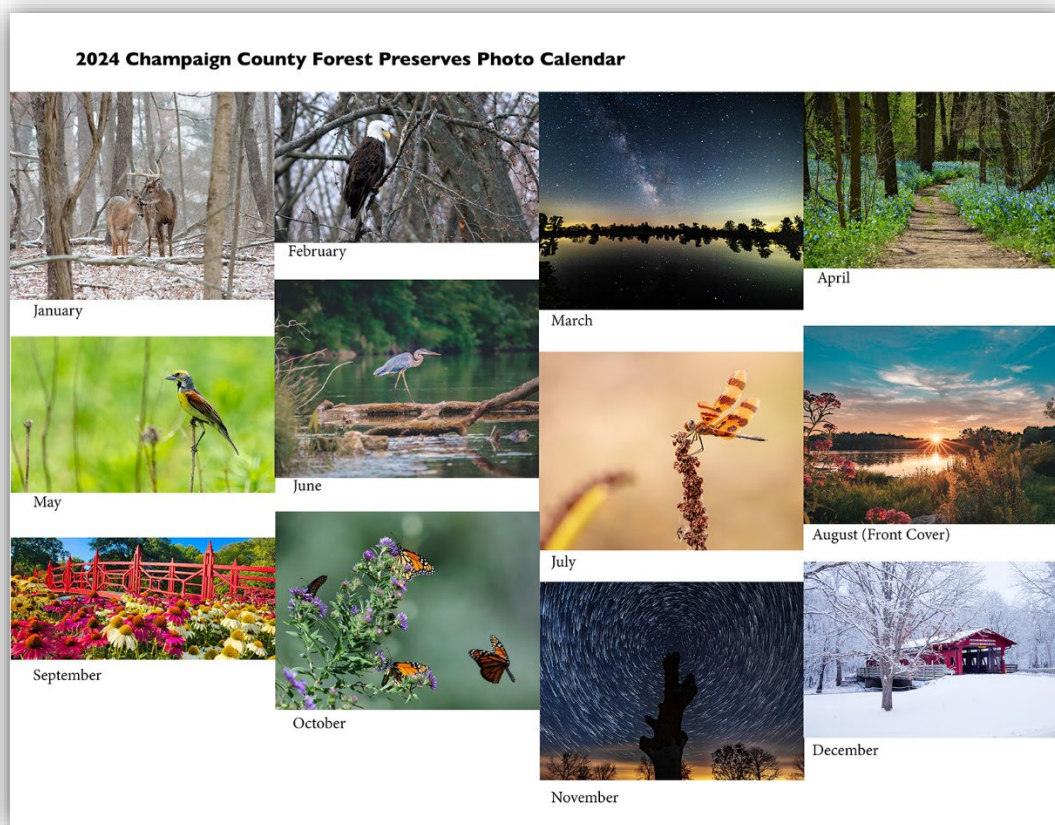 2024 Champaign County Forest Preserves Photo Calendar
January
February
March
April
May
June
July
August (Front Cover)
September
October
November
December